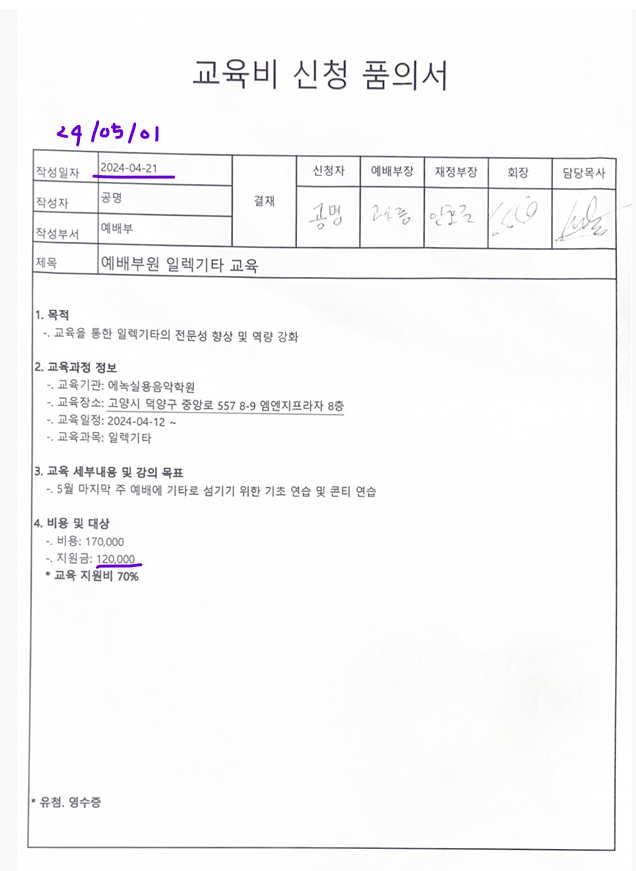 교육비 신청 품의서
24/05/01
작성일자 2024-04-21 결재 신청자 예배부장 재정부장 회장 담당목사
작성자 공명
공명
작성부서 예배부
제목 예배부원 일렉기타 교육
1. 목적
-. 교육을 통한 일렉기타의 전문성 향상 및 역량 강화
2. 교육과정 정보
-. 교육기관: 에녹실용음악학원
-. 교육장소: 고양시 덕양구 중앙로 557 8-9 엠엔지프라자 8층
-. 교육일정: 2024-04-12 ~
-. 교육과목: 일렉기타
3. 교육 세부내용 및 강의 목표
-. 5월 마지막 주 예배에 기타로 섬기기 위한 기초 연습 및 콘티 연습
4. 비용 및 대상
-. 비용: 170,000
-. 지원금: 120,000
* 교육 지원비 70%
* 유첨. 영수증